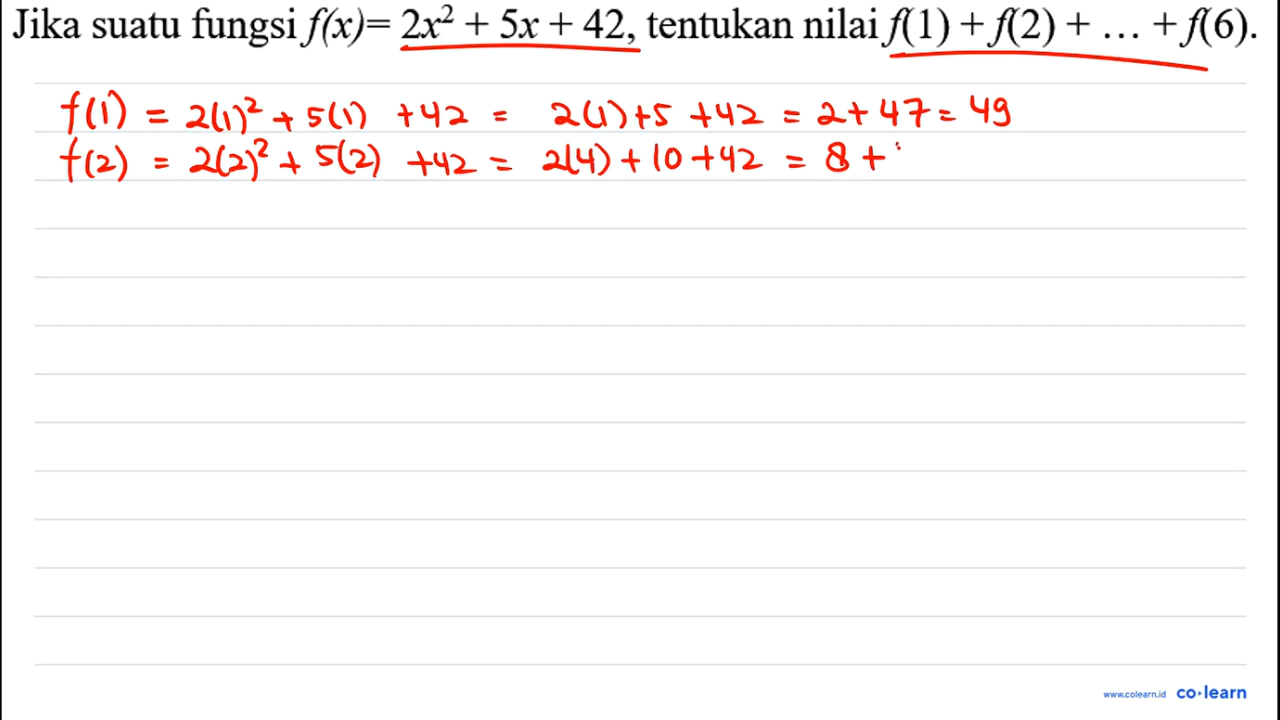 Jika suatu fungsi f(x)= 2x² + 5x + 42, tentukan nilai f(1) + f(2) + … + f(6).
f(1) = 2(1)² + 5(1) + 42 = 2(1) + 5 + 42 = 2 + 47 = 49
f(2) = 2(2)² + 5(2) + 42 = 2(4) + 10 + 42 = 8 +
www.colearn.id co·learn